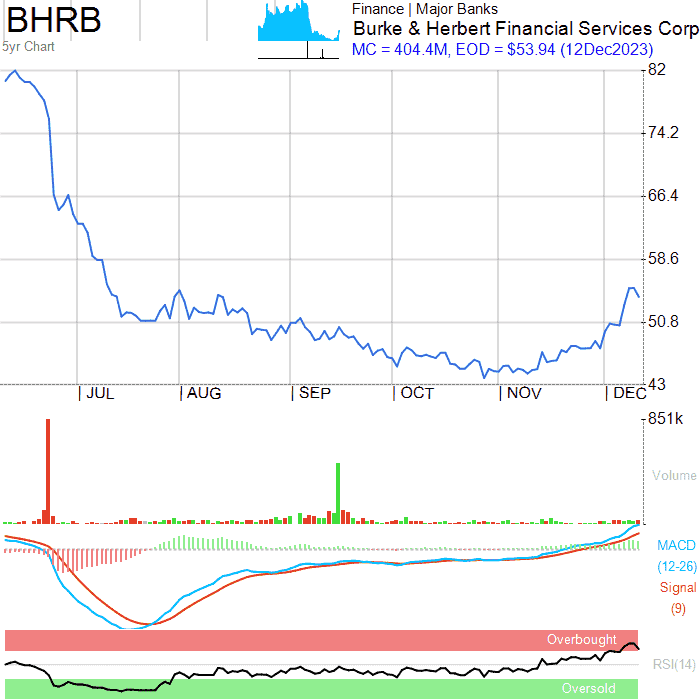 BHRB
5yr Chart
Finance | Major Banks
Burke & Herbert Financial Services Corp
MC = 404.4M, EOD = $53.94 (12Dec2023)
82
74.2
66.4
58.6
50.8
43
JUL
AUG
SEP
OCT
NOV
DEC
851k
Volume
MACD
(12-26)
Signal
(9)
Overbought
RSI(14)
Oversold